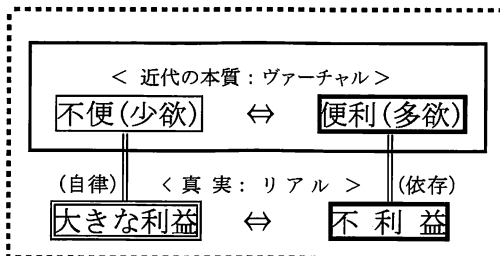 < 近代の本質：ヴァーチャル >
不便(少欲) ⇔ 便利(多欲)
(自律) < 真実：リアル > (依存)
大きな利益 ⇔ 不利益